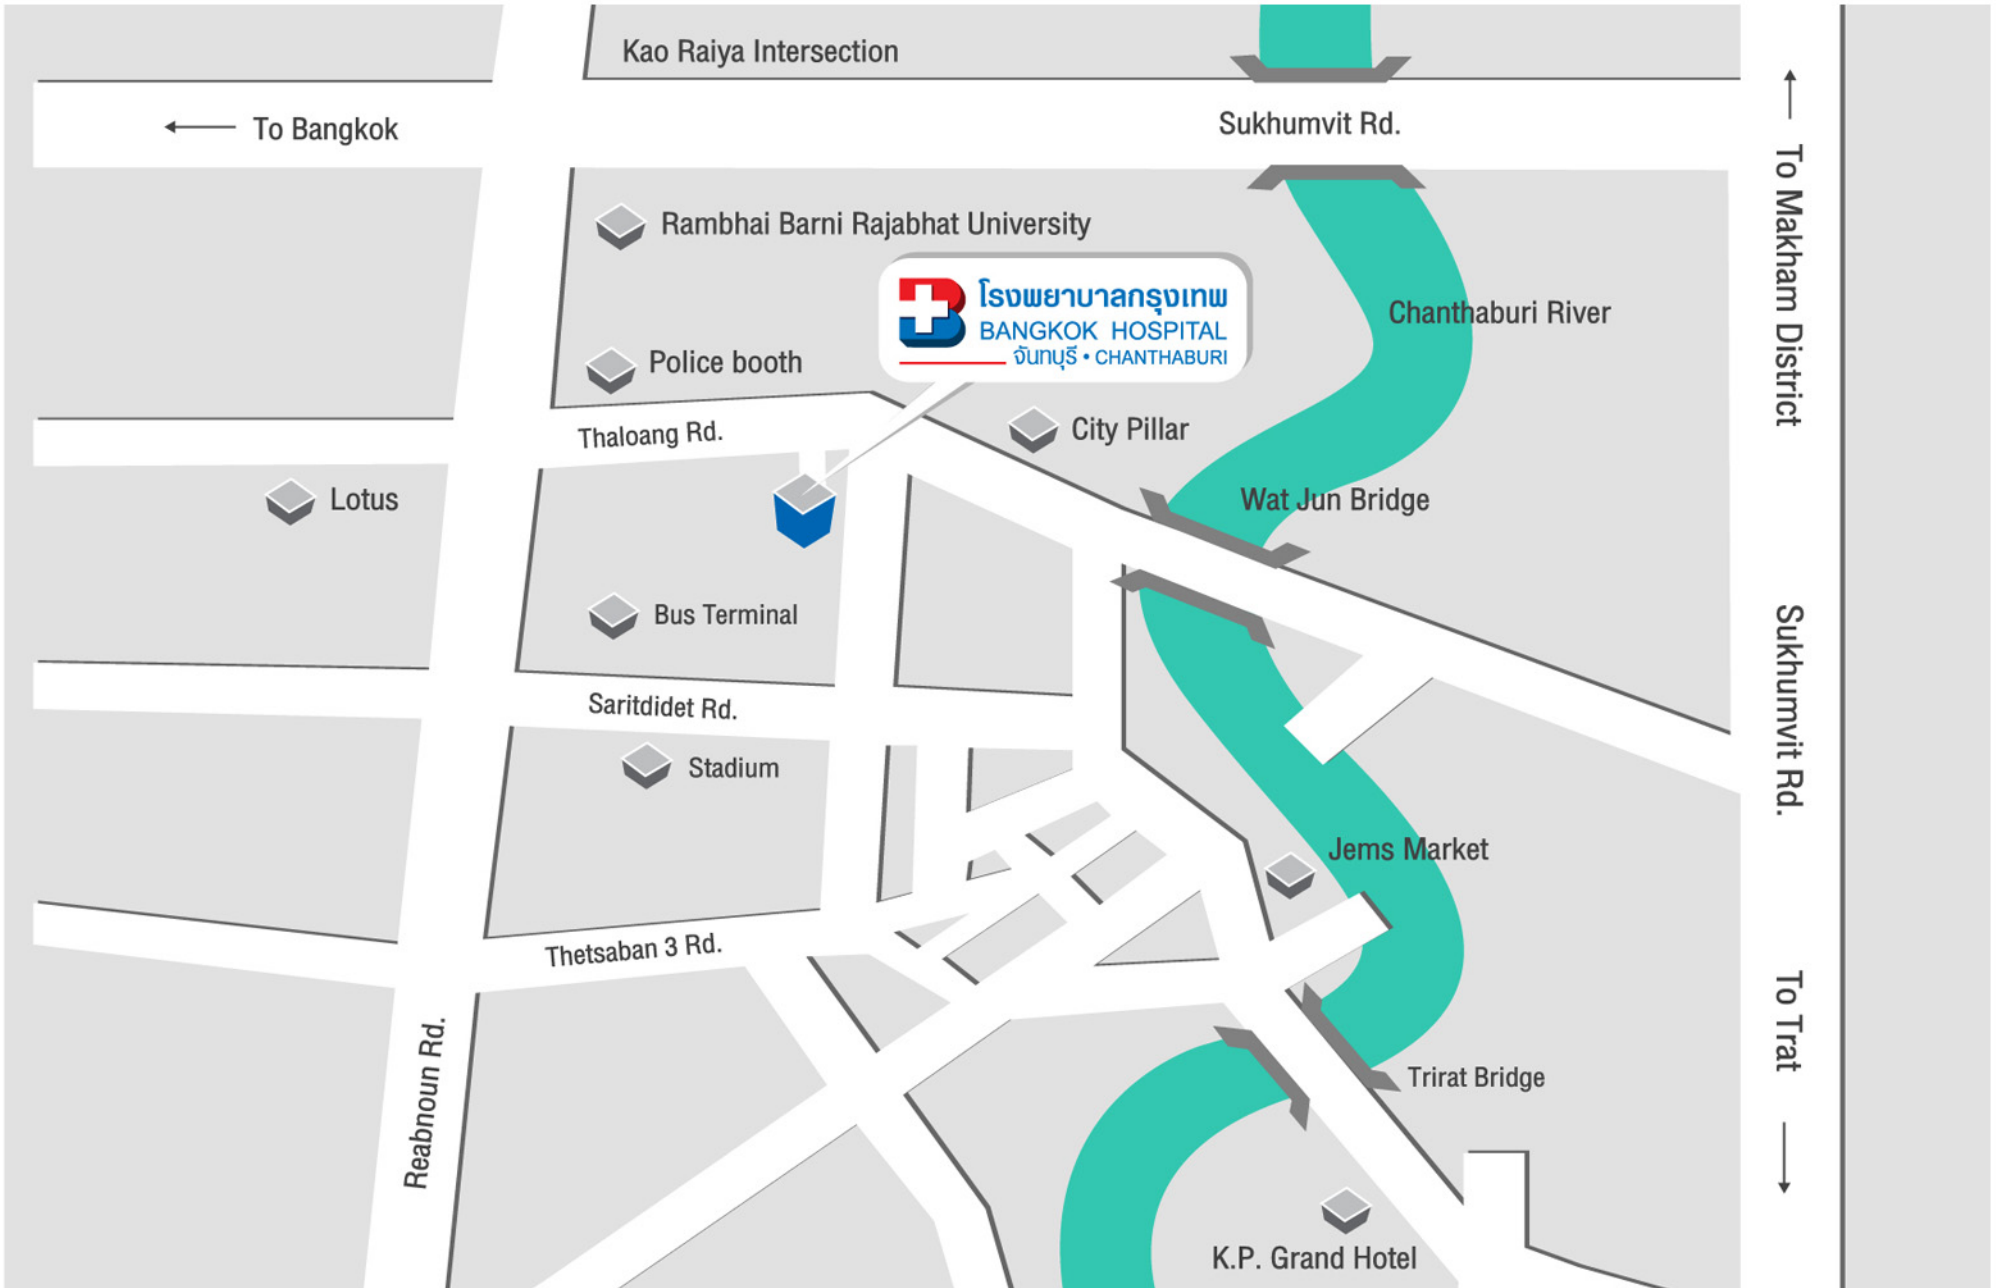 Kao Raiya Intersection
To Bangkok
Sukhumvit Rd.
To Makham District
Rambhai Barni Rajabhat University
โรงพยาบาลกรุงเทพ
BANGKOK HOSPITAL
จันทบุรี • CHANTHABURI
Chanthaburi River
Police booth
Thaloang Rd.
City Pillar
Lotus
Wat Jun Bridge
Bus Terminal
Sukhumvit Rd.
Saritdidet Rd.
Stadium
Jems Market
Thetsaban 3 Rd.
To Trat
Reabnoun Rd.
Trirat Bridge
K.P. Grand Hotel